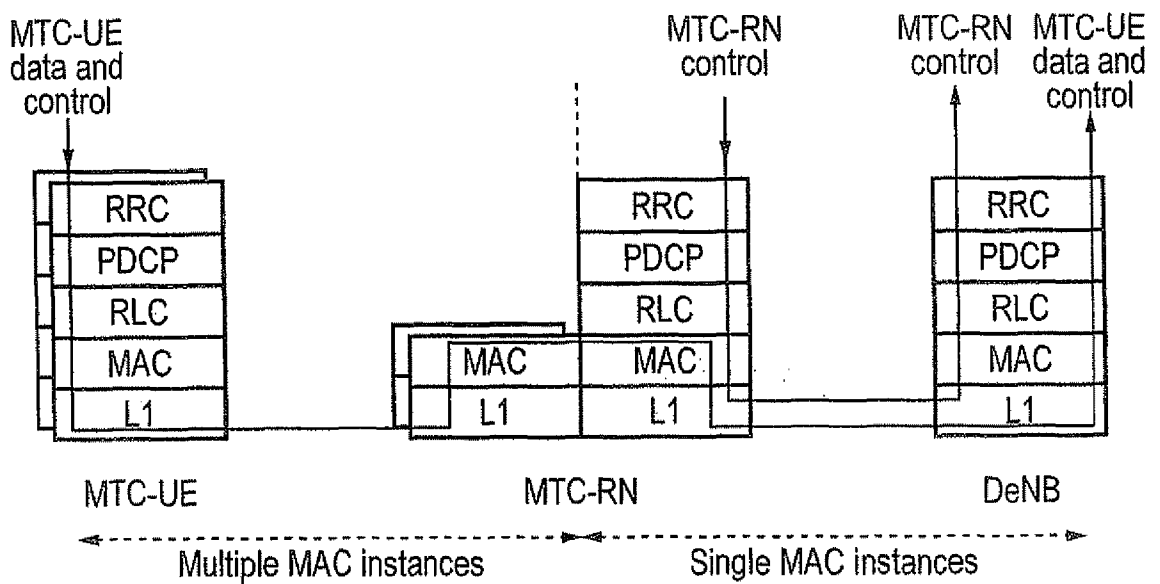 MTC-UE
data and
control
MTC-RN
control
MTC-RN
control
MTC-UE
data and
control
RRC
PDCP
RLC
MAC
L1
MAC
L1
RRC
PDCP
RLC
MAC
L1
RRC
PDCP
RLC
MAC
L1
MTC-UE
MTC-RN
DeNB
Multiple MAC instances
Single MAC instances